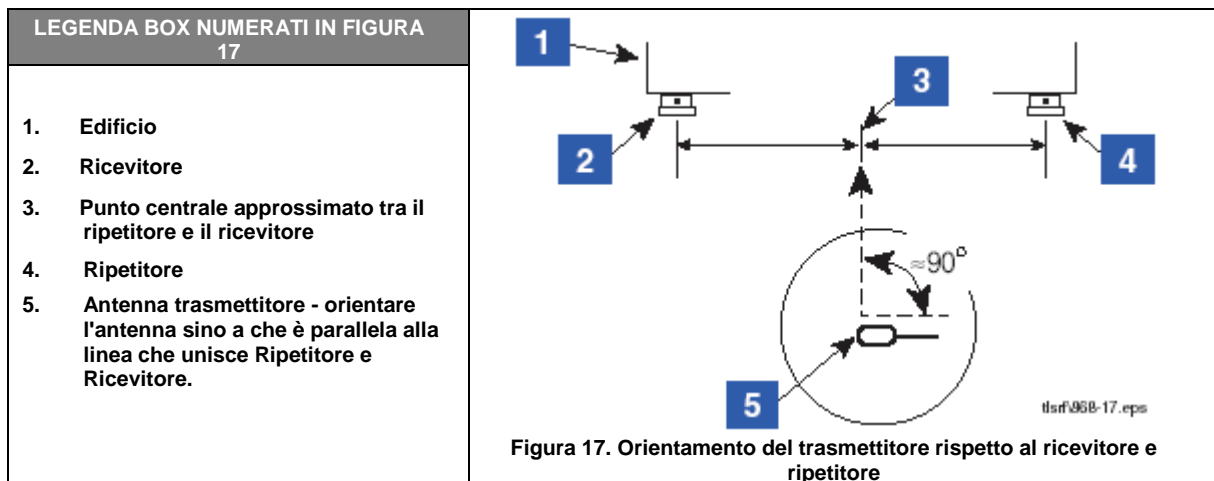 LEGENDA BOX NUMERATI IN FIGURA
17
1. Edificio
2. Ricevitore
3. Punto centrale approssimato tra il
ripetitore e il ricevitore
4. Ripetitore
5. Antenna trasmettitore - orientare
l'antenna sino a che è parallela alla
linea che unisce Ripetitore e
Ricevitore.
1
3
2
4
≈90°
5
tlsrf\968-17.eps
Figura 17. Orientamento del trasmettitore rispetto al ricevitore e
ripetitore